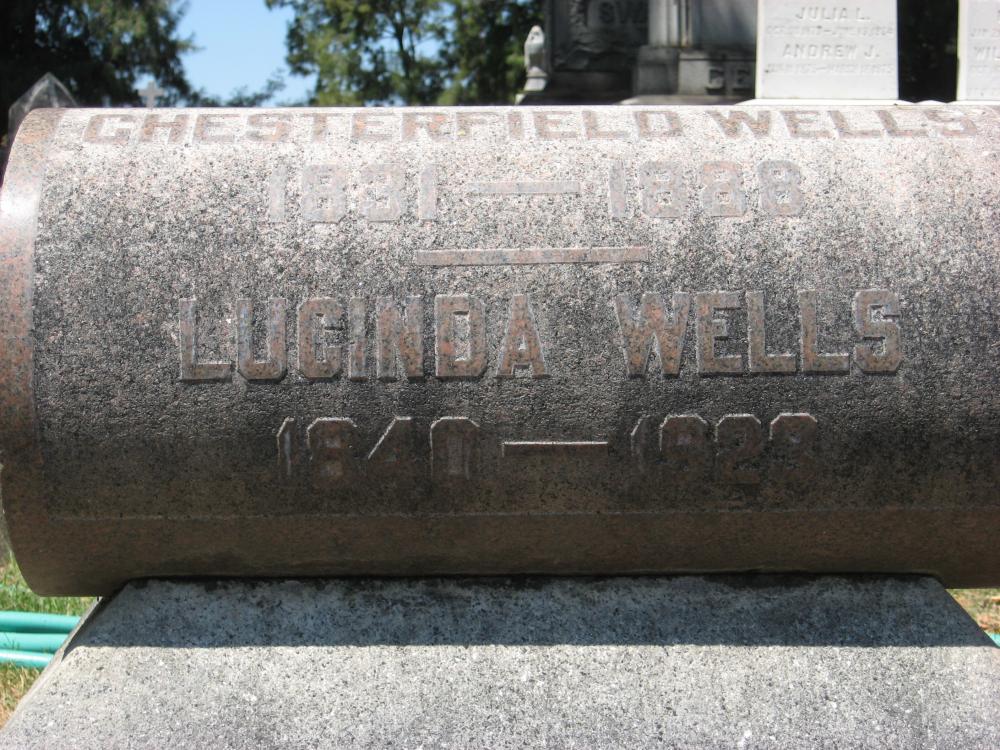 CHESTERFIELD WELLS
1831 — 1888
LUCINDA WELLS
1840 — 1923
JULIA L.
ANDREW J.